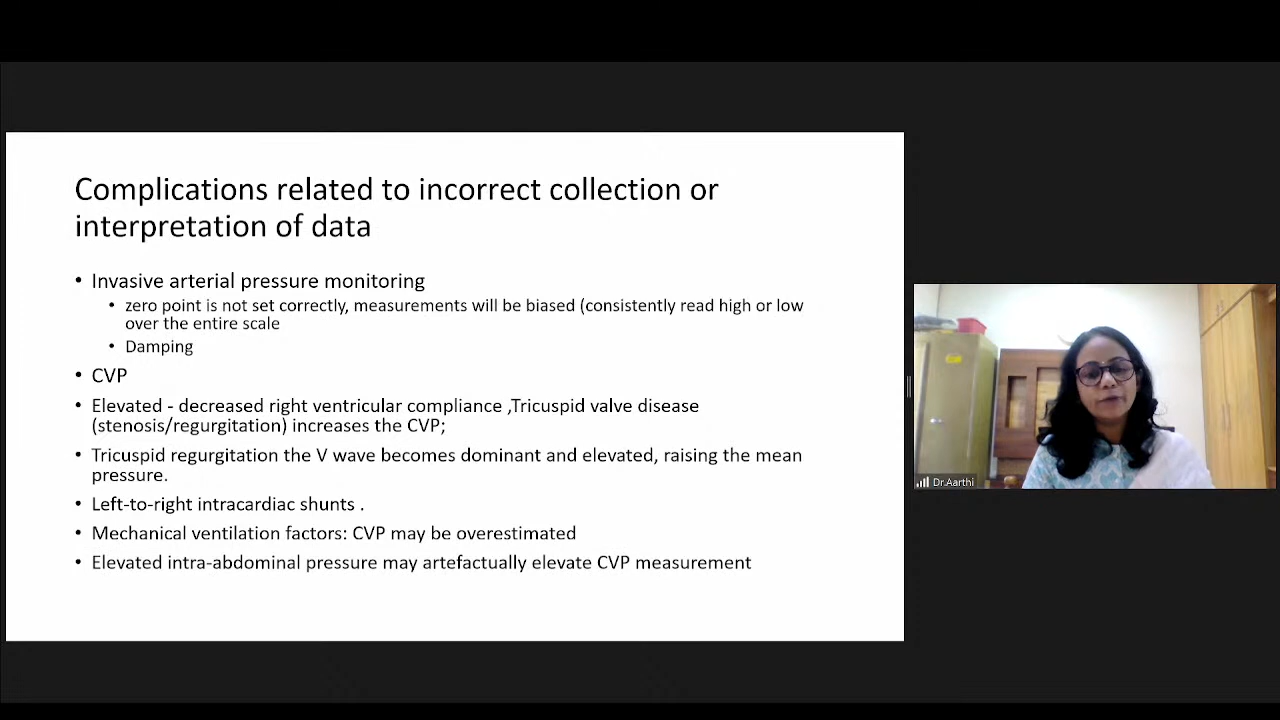 Complications related to incorrect collection or
interpretation of data
• Invasive arterial pressure monitoring
• zero point is not set correctly, measurements will be biased (consistently read high or low
over the entire scale
• Damping
• CVP
• Elevated - decreased right ventricular compliance ,Tricuspid valve disease
(stenosis/regurgitation) increases the CVP;
• Tricuspid regurgitation the V wave becomes dominant and elevated, raising the mean
pressure.
• Left-to-right intracardiac shunts .
• Mechanical ventilation factors: CVP may be overestimated
• Elevated intra-abdominal pressure may artefactually elevate CVP measurement
Dr.Aarthi